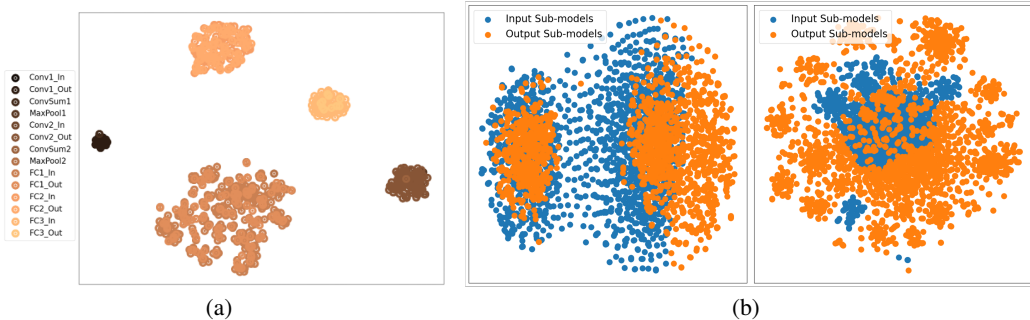 Conv1_In
Conv1_Out
ConvSum1
MaxPool1
Conv2_In
Conv2_Out
ConvSum2
MaxPool2
FC1_In
FC1_Out
FC2_In
FC2_Out
FC3_In
FC3_Out
(a)
Input Sub-models
Output Sub-models
Input Sub-models
Output Sub-models
(b)